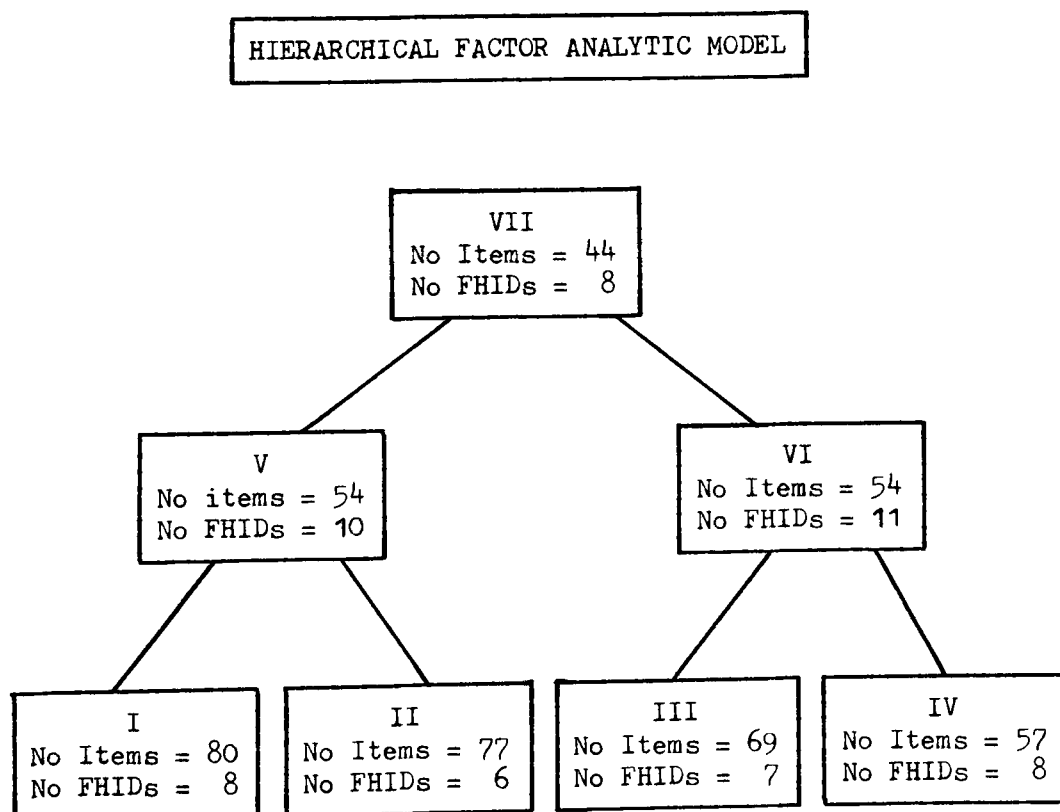 HIERARCHICAL FACTOR ANALYTIC MODEL
VII
No Items = 44
No FHIDs = 8
V
No items = 54
No FHIDs = 10
VI
No Items = 54
No FHIDs = 11
I
No Items = 80
No FHIDs = 8
II
No Items = 77
No FHIDs = 6
III
No Items = 69
No FHIDs = 7
IV
No Items = 57
No FHIDs = 8